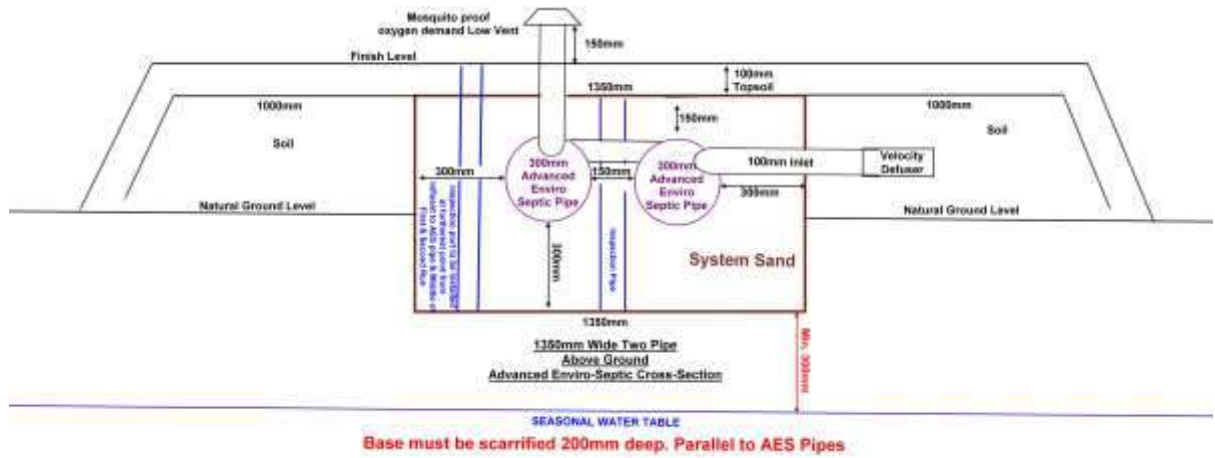 Mosquito proof
oxygen demand Low Vent
150mm
Finish Level
100mm
Topsoil
1350mm
1000mm
1000mm
150mm
Soil
Soil
300mm
Advanced
Enviro
Septic Pipe
300mm
Advanced
Enviro
Septic Pipe
100mm Inlet
Velocity
Defuser
300mm
150mm
300mm
Natural Ground Level
Natural Ground Level
300mm
Inspection Pipe
System Sand
1350mm
1350mm Wide Two Pipe
Above Ground
Advanced Enviro-Septic Cross-Section
Min. 300mm
SEASONAL WATER TABLE
Base must be scarrified 200mm deep. Parallel to AES Pipes